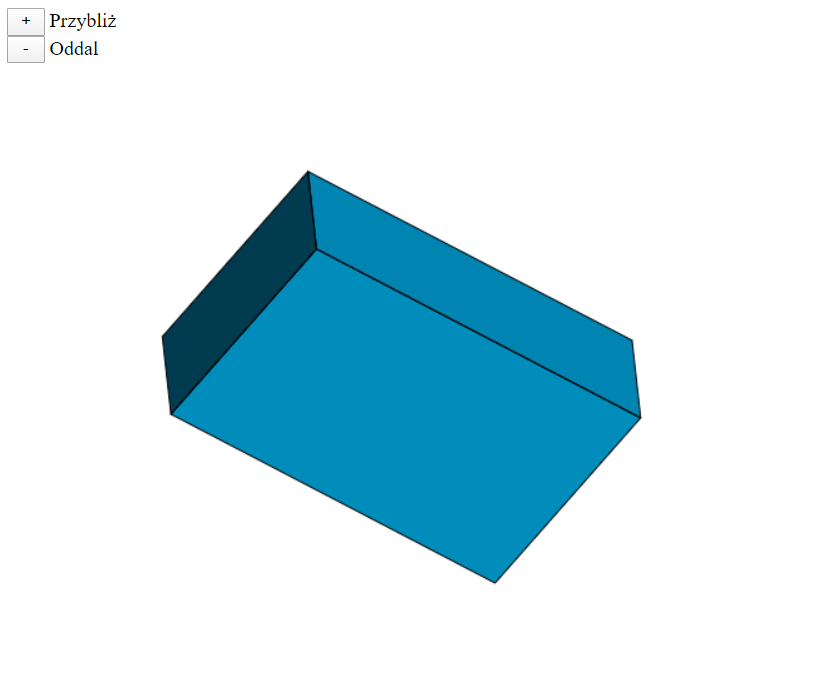 + Przybliż
- Oddal